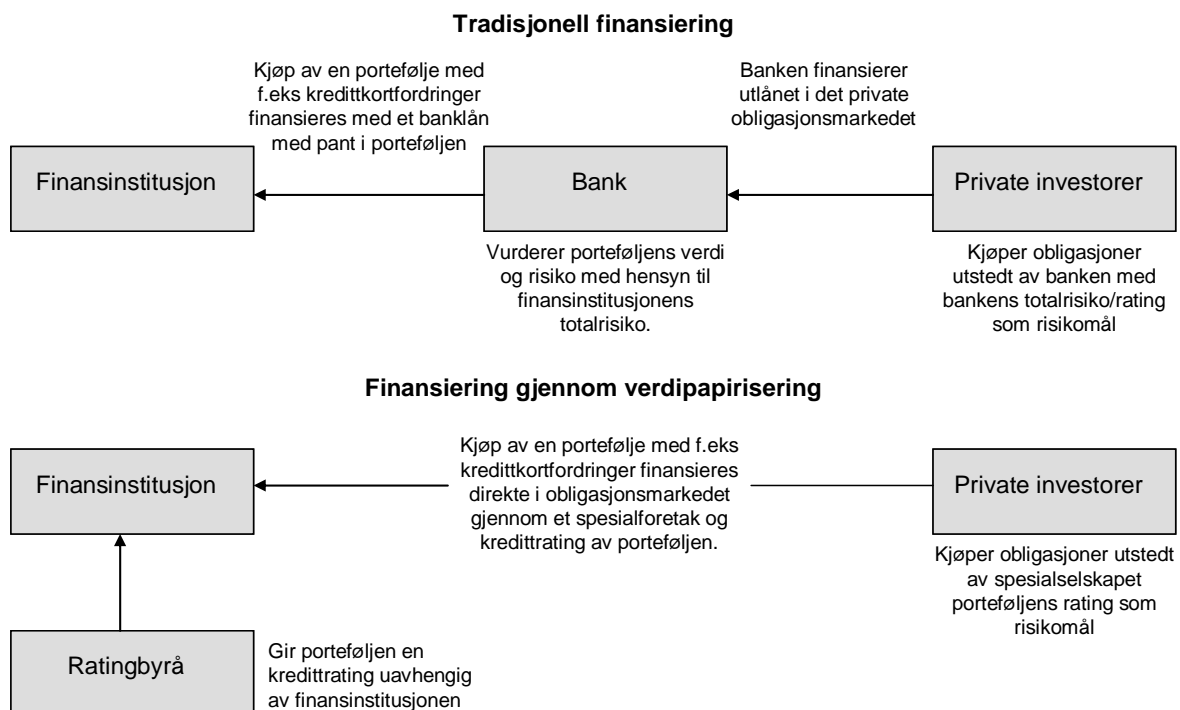 Tradisjonell finansiering
Kjøp av en portefølje med
f.eks kredittkortfordringer
finansieres med et banklån
med pant i porteføljen
Banken finansierer
utlånet i det private
obligasjonsmarkedet
Finansinstitusjon
Bank
Private investorer
Vurderer porteføljens verdi
og risiko med hensyn til
finansinstitusjonens
totalrisiko.
Kjøper obligasjoner
utstedt av banken med
bankens totalrisiko/rating
som risikomål
Finansiering gjennom verdipapirisering
Finansinstitusjon
Kjøp av en portefølje med f.eks
kredittkortfordringer finansieres
direkte i obligasjonsmarkedet
gjennom et spesialforetak og
kredittrating av porteføljen.
Private investorer
Kjøper obligasjoner utstedt
av spesialselskapet
porteføljens rating som
risikomål
Ratingbyrå
Gir porteføljen en
kredittrating uavhengig
av finansinstitusjonen